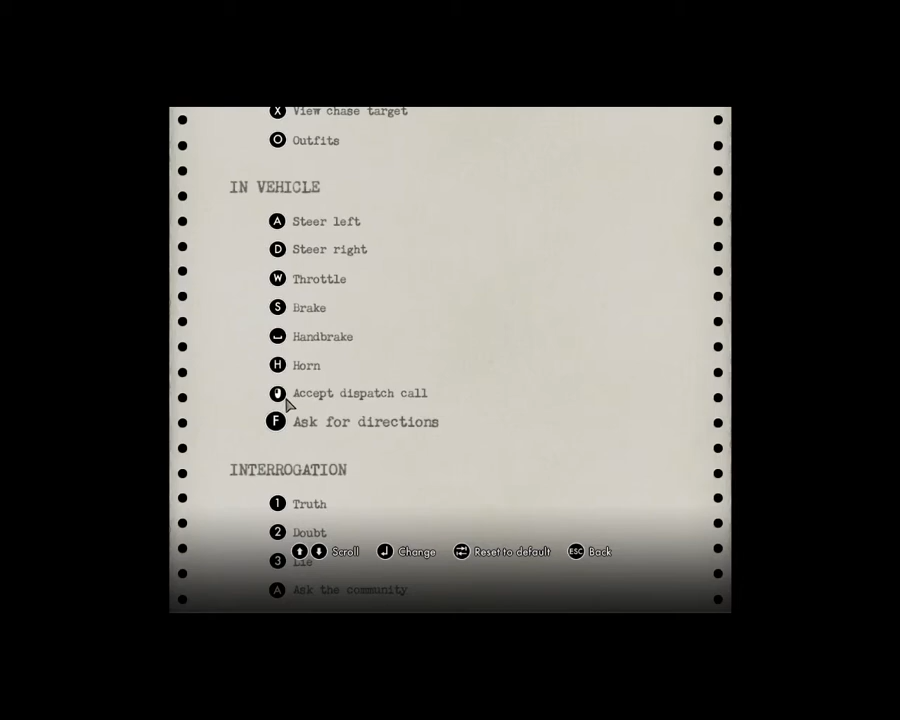 X View chase target
O Outfits
IN VEHICLE
A Steer left
D Steer right
W Throttle
S Brake
Handbrake
H Horn
Accept dispatch call
F Ask for directions
INTERROGATION
1 Truth
2 Doubt
Scroll Change Reset to default ESC Back
3 Lie
A Ask the community